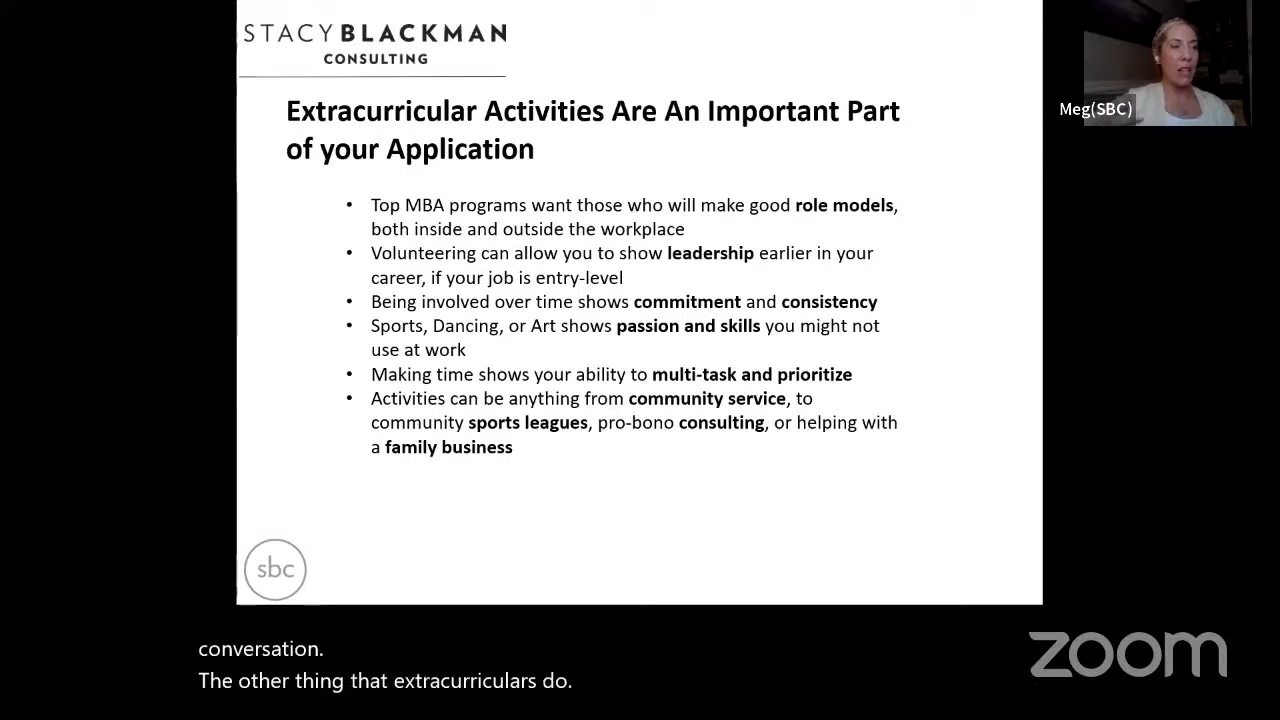 STACY BLACKMAN
CONSULTING
Meg(SBC)
Extracurricular Activities Are An Important Part
of your Application
• Top MBA programs want those who will make good role models,
both inside and outside the workplace
• Volunteering can allow you to show leadership earlier in your
career, if your job is entry-level
• Being involved over time shows commitment and consistency
• Sports, Dancing, or Art shows passion and skills you might not
use at work
• Making time shows your ability to multi-task and prioritize
• Activities can be anything from community service, to
community sports leagues, pro-bono consulting, or helping with
a family business
sbc
conversation.
The other thing that extracurriculars do.
zoom